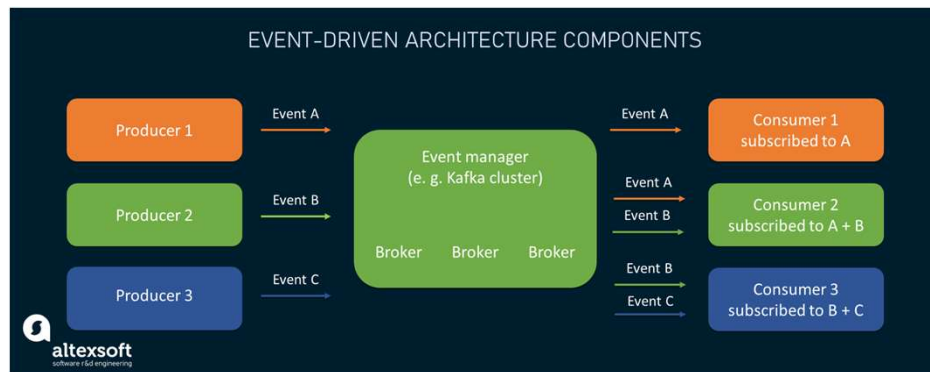 EVENT-DRIVEN ARCHITECTURE COMPONENTS
Producer 1
Event A
Event manager
(e. g. Kafka cluster)
Broker Broker Broker
Event A
Consumer 1
subscribed to A
Producer 2
Event B
Event A
Event B
Consumer 2
subscribed to A + B
Producer 3
Event C
Event B
Event C
Consumer 3
subscribed to B + C
altexsoft
software r&d engineering